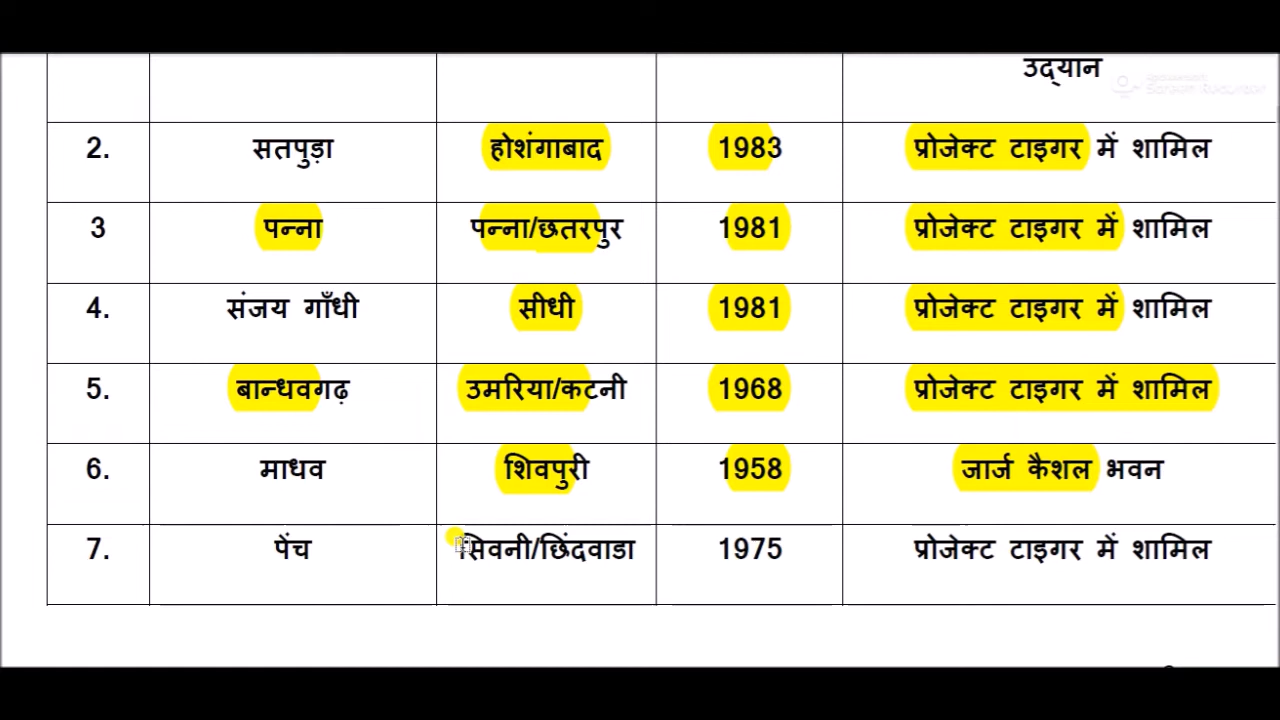 उद्यान
2. सतपुड़ा होशंगाबाद 1983 प्रोजेक्ट टाइगर में शामिल
3 पन्ना पन्ना/छतरपुर 1981 प्रोजेक्ट टाइगर में शामिल
4. संजय गाँधी सीधी 1981 प्रोजेक्ट टाइगर में शामिल
5. बान्धवगढ़ उमरिया/कटनी 1968 प्रोजेक्ट टाइगर में शामिल
6. माधव शिवपुरी 1958 जार्ज कैशल भवन
7. पेंच सिवनी/छिंदवाडा 1975 प्रोजेक्ट टाइगर में शामिल